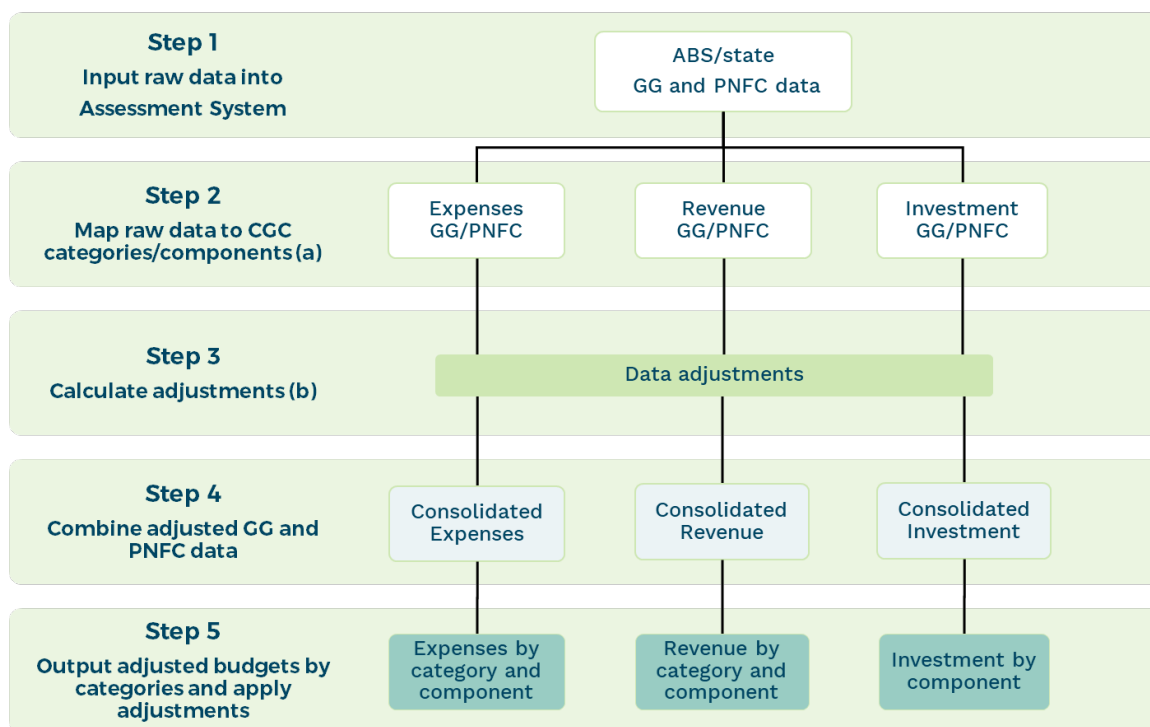 Step 1
Input raw data into
Assessment System
ABS/state
GG and PNFC data
Step 2
Map raw data to CGC
categories/components (a)
Expenses
GG/PNFC
Revenue
GG/PNFC
Investment
GG/PNFC
Step 3
Calculate adjustments (b)
Data adjustments
Step 4
Combine adjusted GG and
PNFC data
Consolidated
Expenses
Consolidated
Revenue
Consolidated
Investment
Step 5
Output adjusted budgets by
categories and apply
adjustments
Expenses by
category and
component
Revenue by
category and
component
Investment by
component